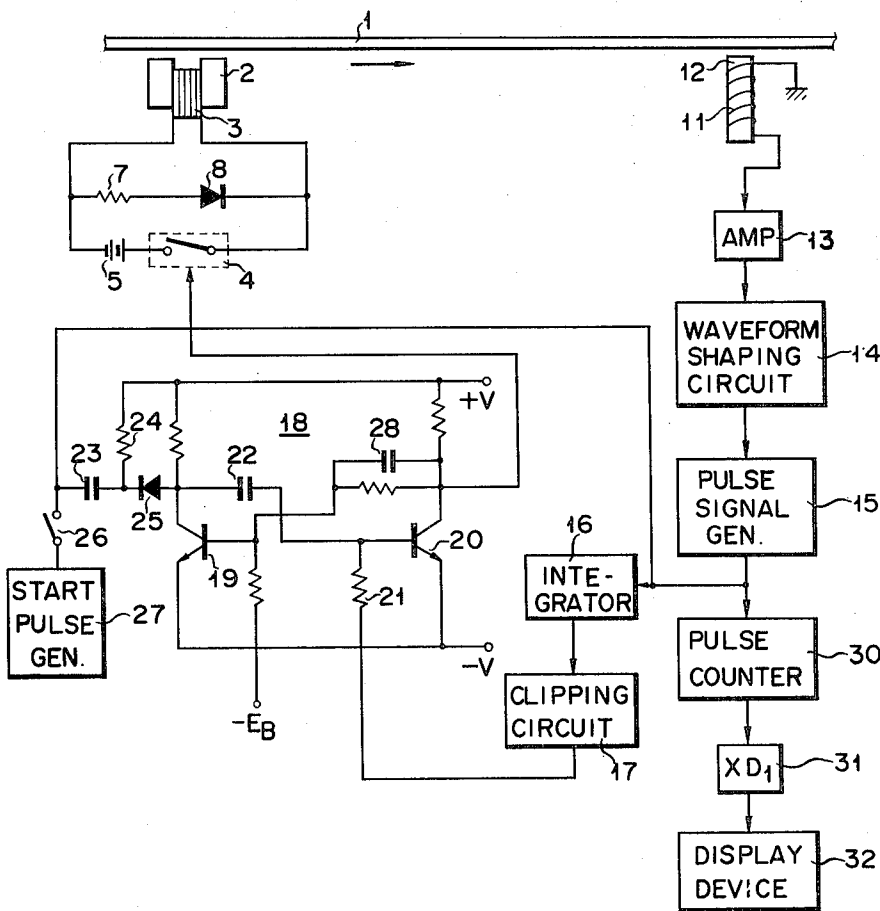 1
2
3
12
11
7
8
5
4
AMP
13
WAVEFORM
SHAPING
CIRCUIT
14
+V
18
24
28
23
22
25
26
19
20
PULSE
SIGNAL
GEN.
15
16
INTE-
GRATOR
21
START
PULSE
GEN.
27
-V
PULSE
COUNTER
30
-EB
CLIPPING
CIRCUIT
17
XD1
31
DISPLAY
DEVICE
32